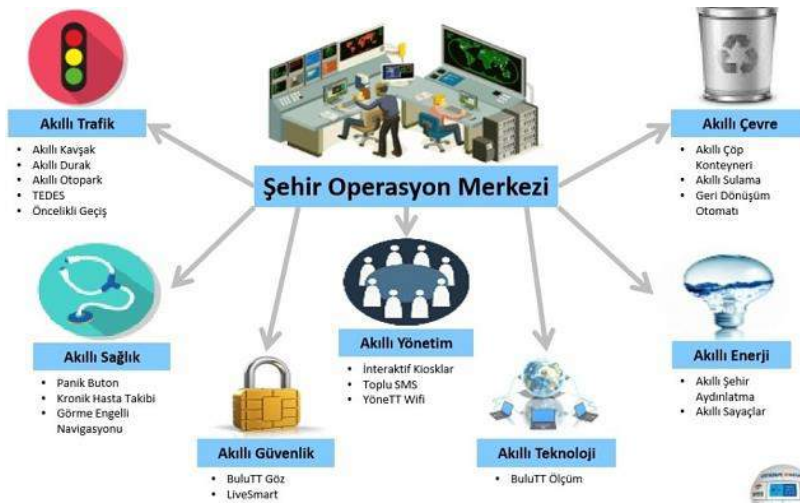 Şehir Operasyon Merkezi
Akıllı Trafik
• Akıllı Kavşak
• Akıllı Durak
• Akıllı Otopark
• TEDES
• Öncelikli Geçiş
Akıllı Sağlık
• Panik Buton
• Kronik Hasta Takibi
• Görme Engelli
Navigasyonu
Akıllı Güvenlik
• BuluTT Göz
• LiveSmart
Akıllı Yönetim
• İnteraktif Kiosklar
• Toplu SMS
• YöneTT Wifi
Akıllı Teknoloji
• BuluTT Ölçüm
Akıllı Enerji
• Akıllı Şehir
Aydınlatma
• Akıllı Sayaçlar
Akıllı Çevre
• Akıllı Çöp
Konteyneri
• Akıllı Sulama
• Geri Dönüşüm
Otomatı